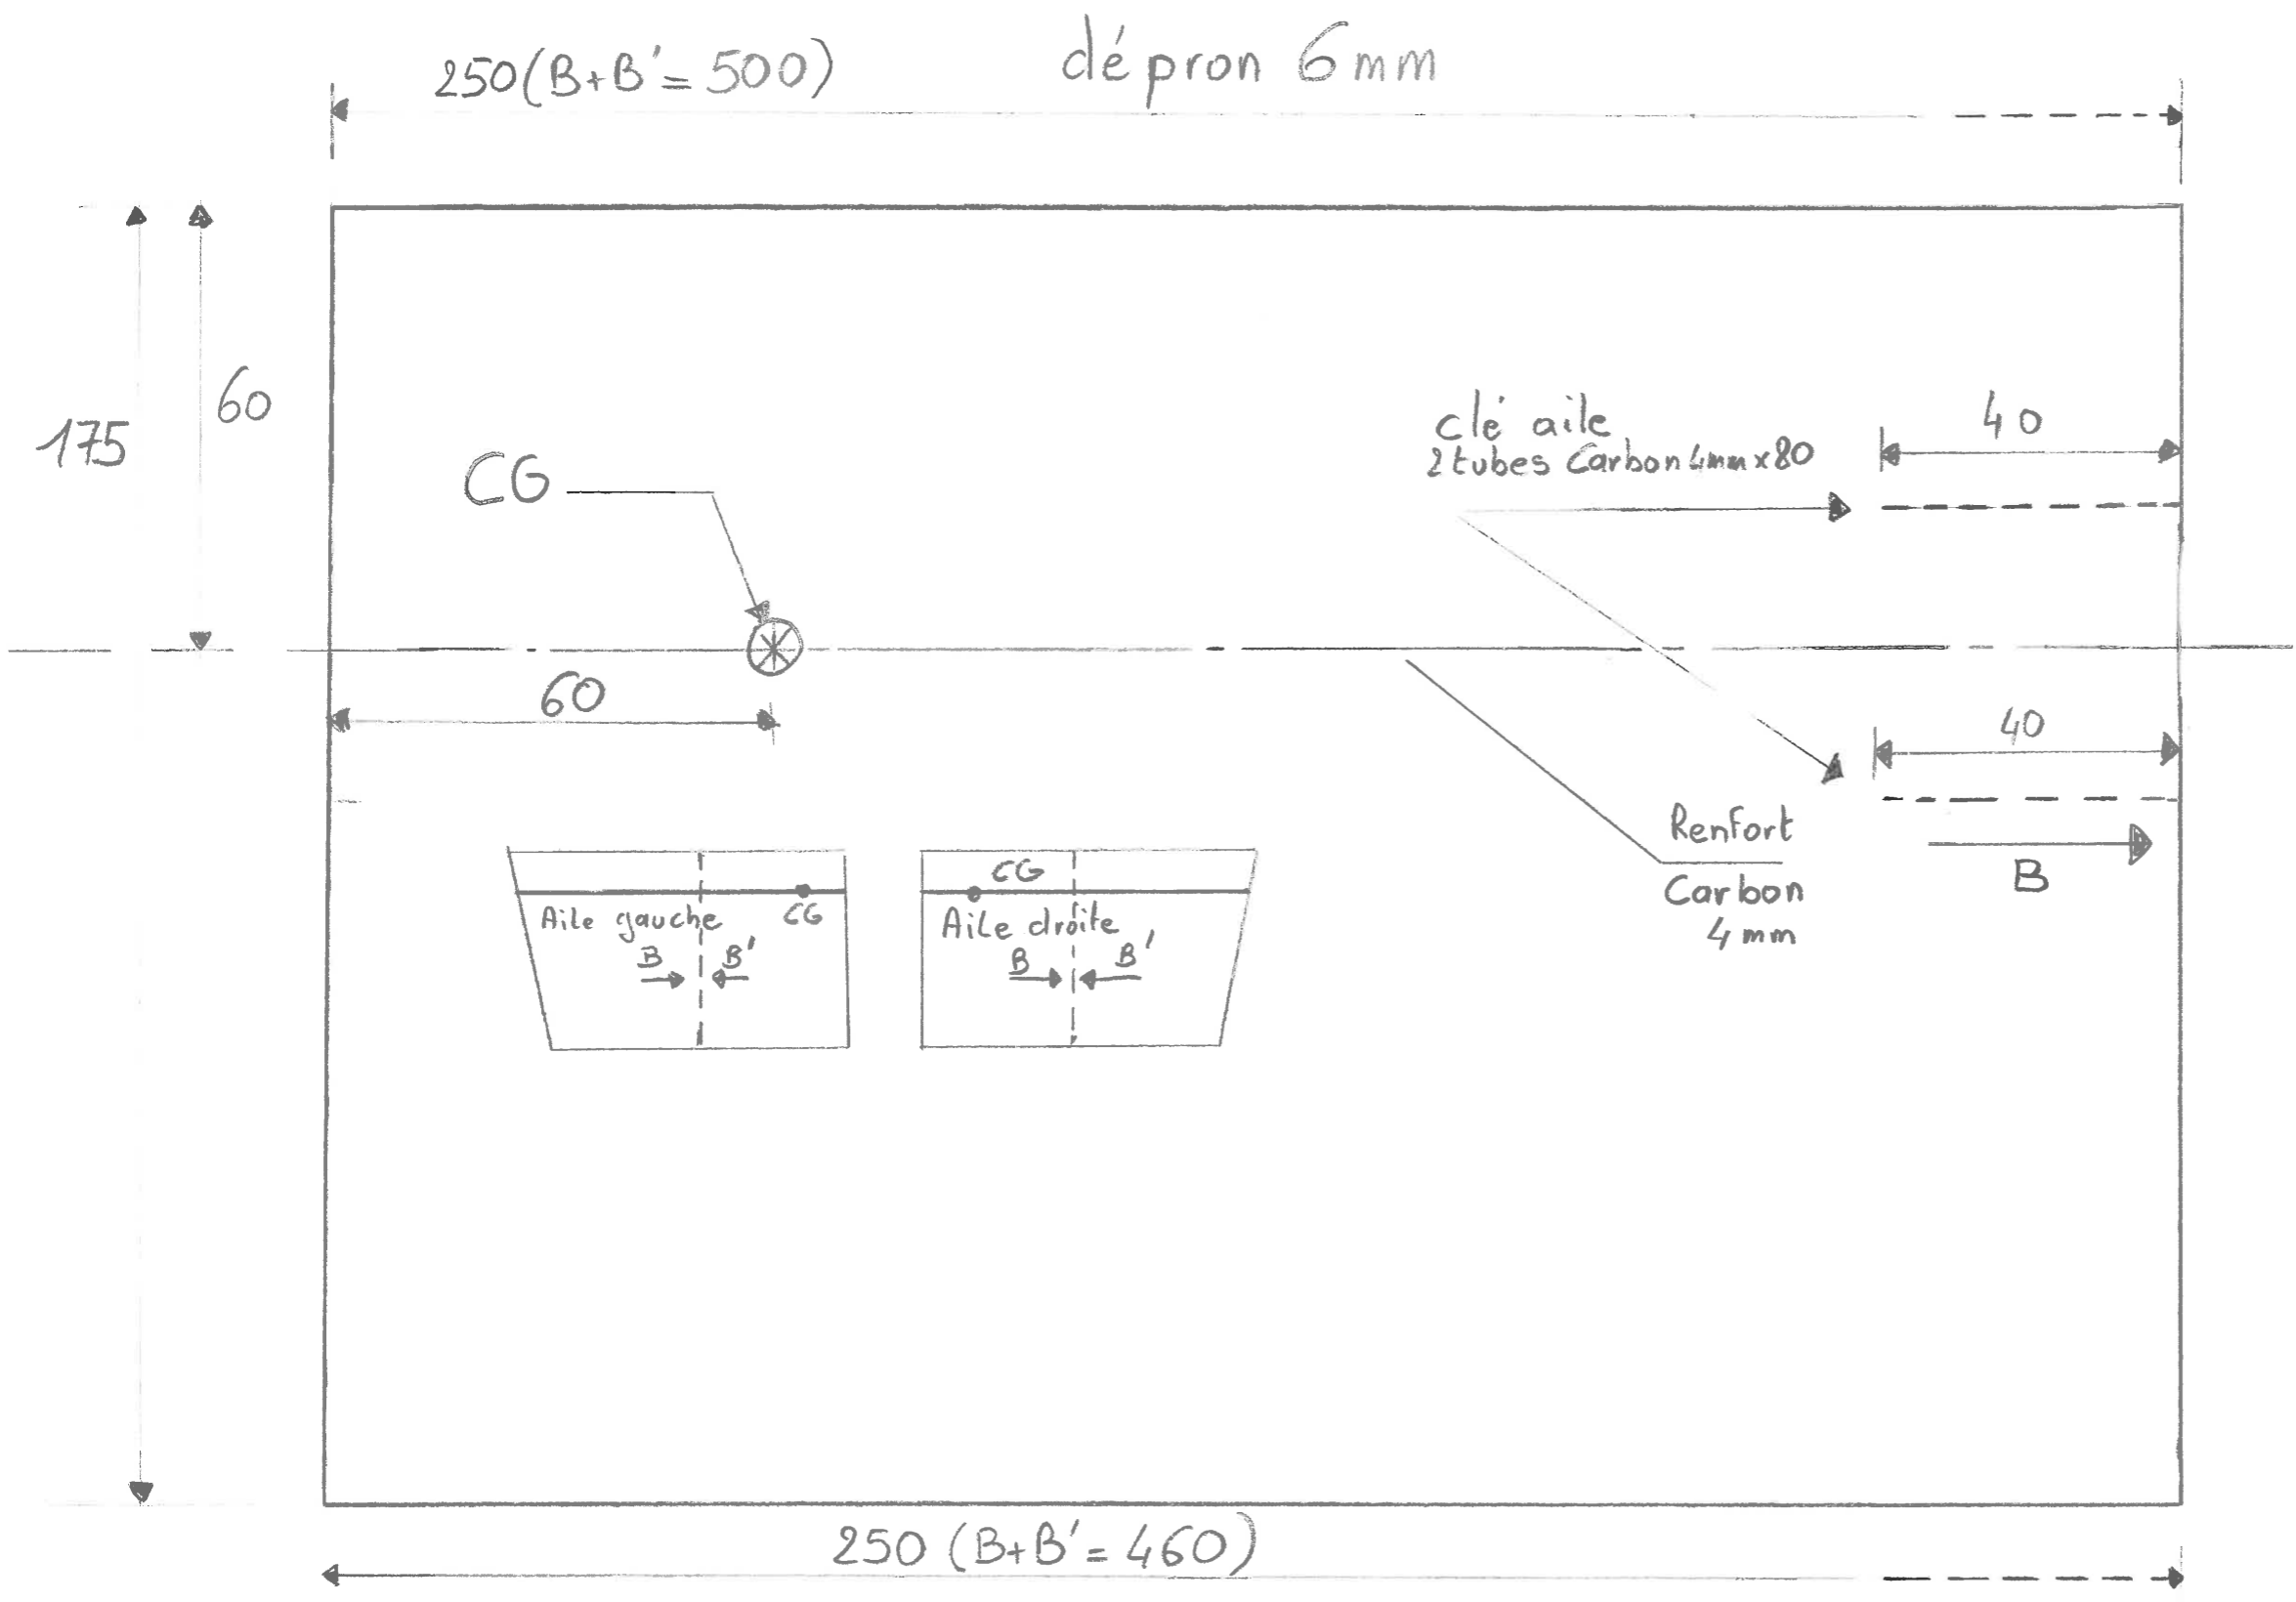 250(B+B'=500)
dépron 6mm
175
60
CG
clé aile
2 tubes Carbon 4mm x 80
40
60
40
Renfort
Carbon
4 mm
B
CG
Aile gauche
B B'
CG
Aile droite
B B'
250 (B+B'=460)